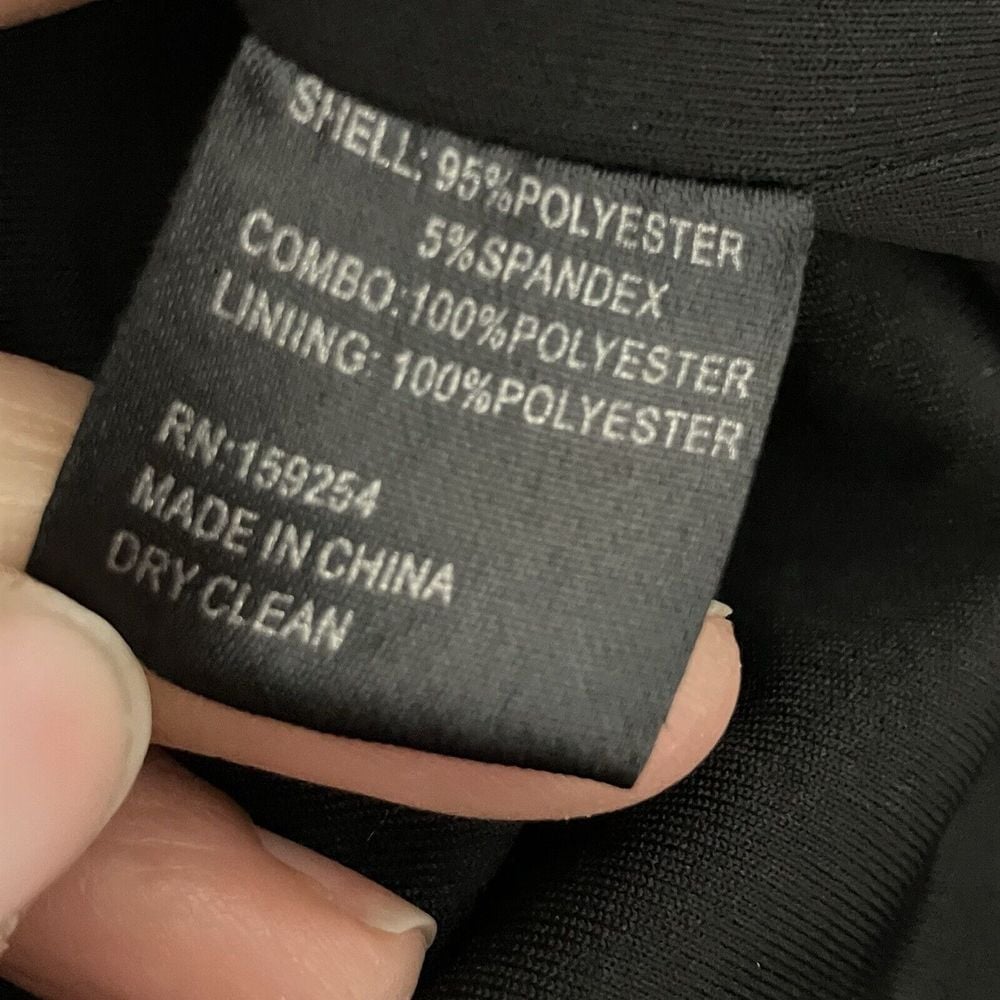 SHELL: 95%POLYESTER
5%SPANDEX
COMBO:100%POLYESTER
LINIING: 100%POLYESTER
RN:159254
MADE IN CHINA
DRY CLEAN